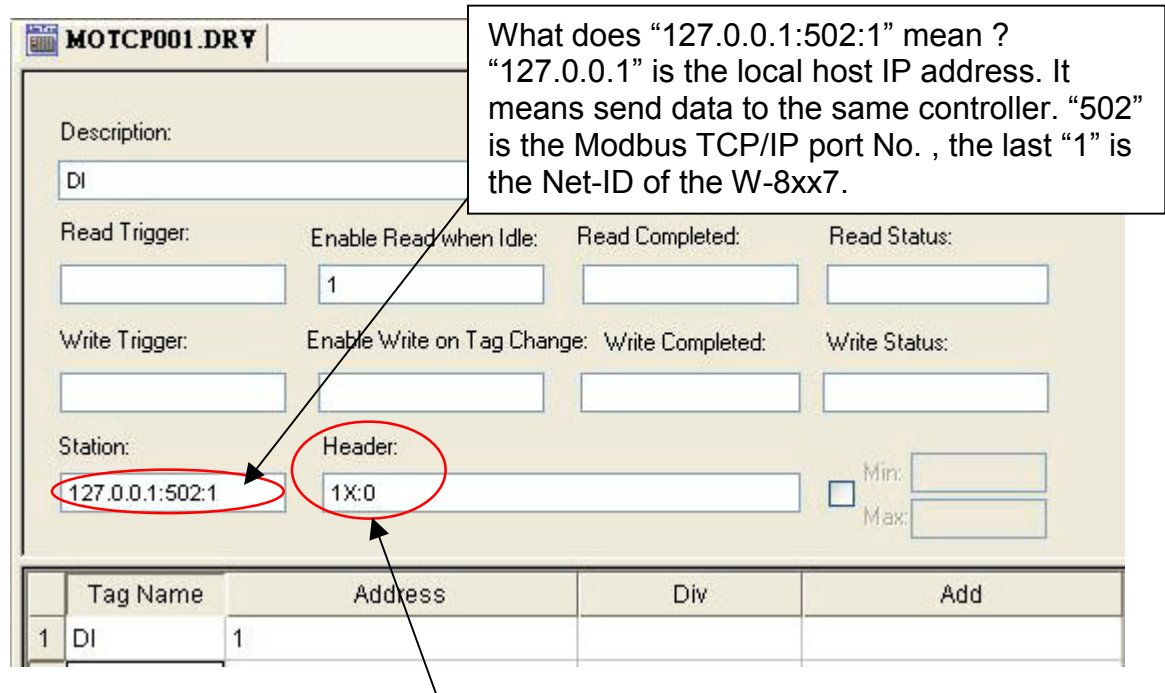 MOTCP001.DRV
What does “127.0.0.1:502:1” mean ?
“127.0.0.1” is the local host IP address. It
means send data to the same controller. “502”
is the Modbus TCP/IP port No. , the last “1” is
the Net-ID of the W-8xx7.
Description:
DI
Read Trigger: Enable Read when Idle: Read Completed: Read Status:
1
Write Trigger: Enable Write on Tag Change: Write Completed: Write Status:
Station: Header:
127.0.0.1:502:1 1X:0 Min:
Max:
Tag Name Address Div Add
1 DI 1